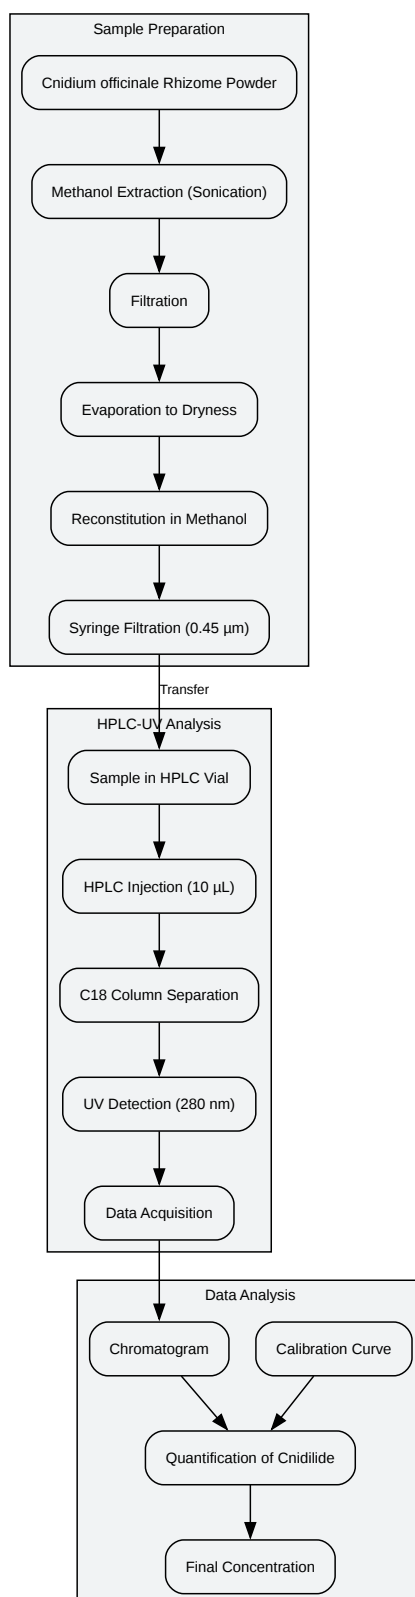 Sample Preparation
Cnidium officinale Rhizome Powder
Methanol Extraction (Sonication)
Filtration
Evaporation to Dryness
Reconstitution in Methanol
Syringe Filtration (0.45 µm)
Transfer
HPLC-UV Analysis
Sample in HPLC Vial
HPLC Injection (10 µL)
C18 Column Separation
UV Detection (280 nm)
Data Acquisition
Data Analysis
Chromatogram
Calibration Curve
Quantification of Cnidilide
Final Concentration